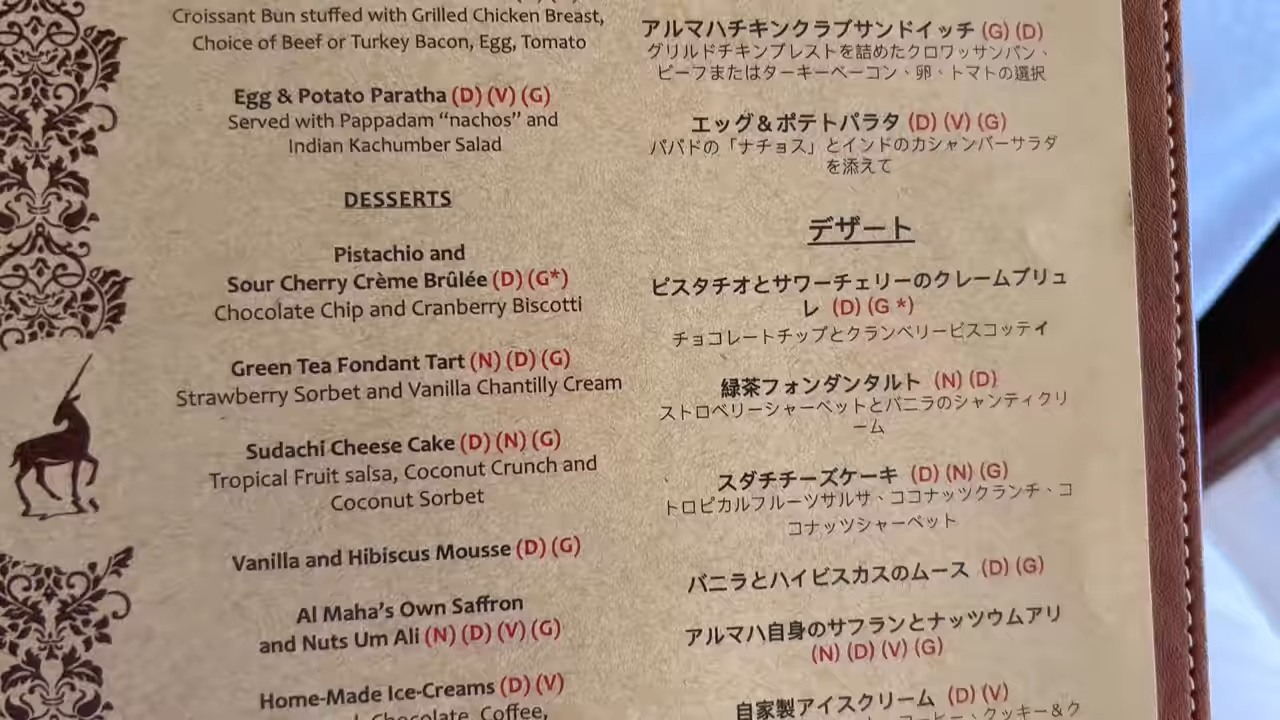 Croissant Bun stuffed with Grilled Chicken Breast,
Choice of Beef or Turkey Bacon, Egg, Tomato
Egg & Potato Paratha (D) (V) (G)
Served with Pappadam “nachos” and
Indian Kachumber Salad
DESSERTS
Pistachio and
Sour Cherry Crème Brûlée (D) (G*)
Chocolate Chip and Cranberry Biscotti
Green Tea Fondant Tart (N) (D) (G)
Strawberry Sorbet and Vanilla Chantilly Cream
Sudachi Cheese Cake (D) (N) (G)
Tropical Fruit salsa, Coconut Crunch and
Coconut Sorbet
Vanilla and Hibiscus Mousse (D) (G)
Al Maha’s Own Saffron
and Nuts Um Ali (N) (D) (V) (G)
Home-Made Ice-Creams (D) (V)
Chocolate, Coffee,
アルマハチキンクラブサンドイッチ (G) (D)
グリルドチキンブレストを詰めたクロワッサンバン、
ビーフまたはターキーベーコン、卵、トマトの選択
エッグ＆ポテトパラタ (D) (V) (G)
パパドの「ナチョス」とインドのカシャンバーサラダ
を添えて
デザート
ピスタチオとサワーチェリーのクレームブリュ
レ (D) (G *)
チョコレートチップとクランベリービスコッティ
緑茶フォンダンタルト (N) (D)
ストロベリーシャーベットとバニラのシャンティクリ
ーム
スダチチーズケーキ (D) (N) (G)
トロピカルフルーツサルサ、ココナッツクランチ、コ
コナッツシャーベット
バニラとハイビスカスのムース (D) (G)
アルマハ自身のサフランとナッツウムアリ
(N) (D) (V) (G)
自家製アイスクリーム (D) (V)
コーヒー、クッキー＆ク